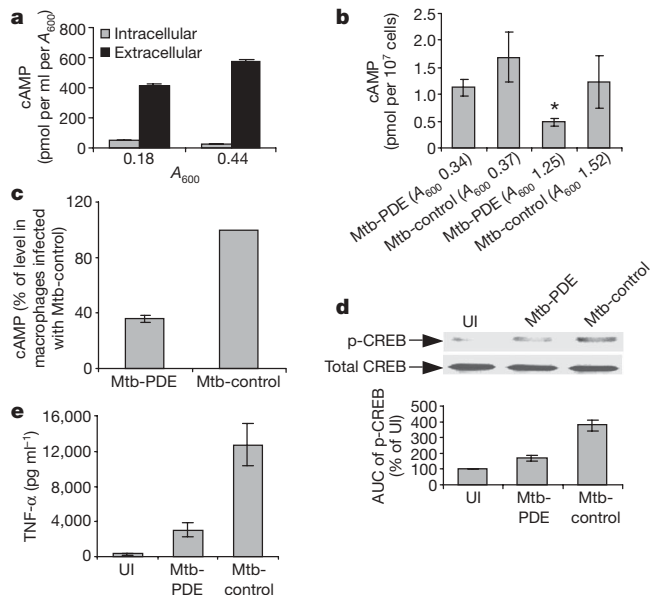 a
Intracellular
Extracellular
cAMP
(pmol per ml per A600)
800
600
400
200
0
0.18
0.44
A600
b
cAMP
(pmol per 10⁷ cells)
2.5
2.0
1.5
1.0
0.5
0
*
Mtb-PDE (A600 0.34)
Mtb-control (A600 0.37)
Mtb-PDE (A600 1.25)
Mtb-control (A600 1.52)
c
cAMP (% of level in
macrophages infected
with Mtb-control)
120
80
40
0
Mtb-PDE
Mtb-control
d
UI
Mtb-PDE
Mtb-control
p-CREB
Total CREB
AUC of p-CREB
(% of UI)
500
400
300
200
100
0
UI
Mtb-
PDE
Mtb-
control
e
TNF-α (pg ml⁻¹)
16,000
12,000
8,000
4,000
0
UI
Mtb-
PDE
Mtb-
control